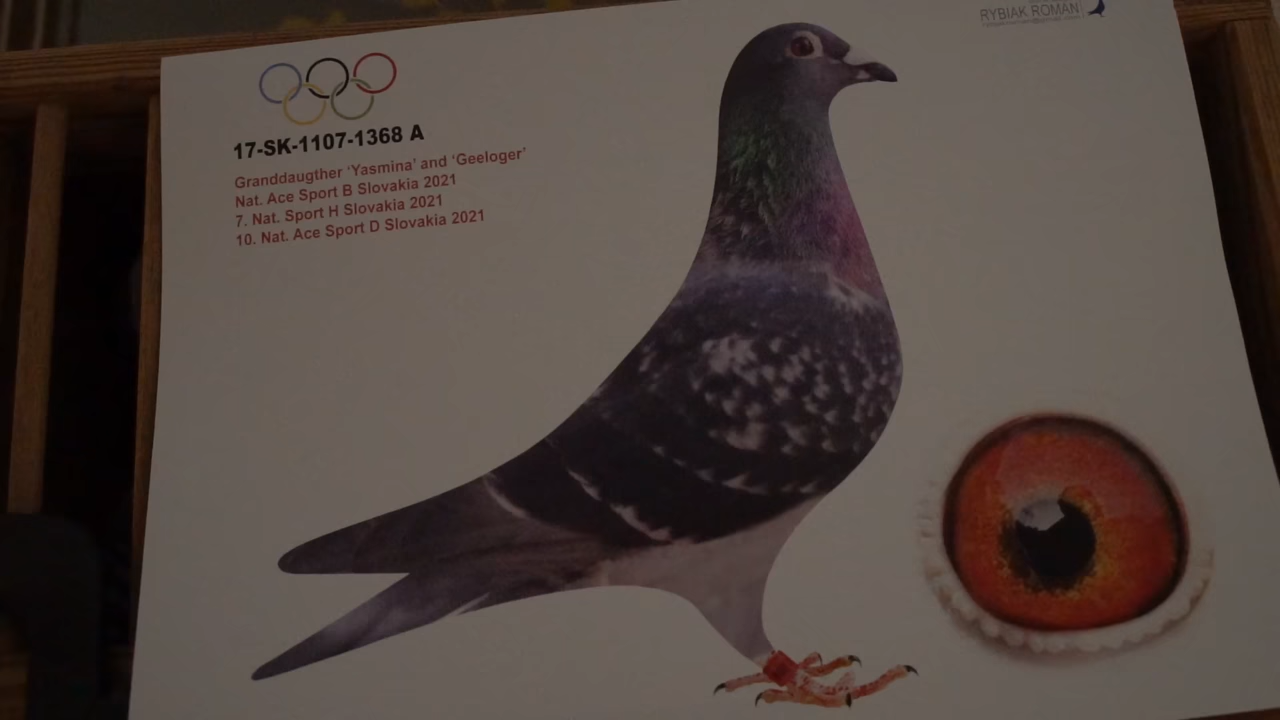 RYBIAK ROMAN
17-SK-1107-1368 A
Granddaugther 'Yasmina' and 'Geeloger'
Nat. Ace Sport B Slovakia 2021
7. Nat. Sport H Slovakia 2021
10. Nat. Ace Sport D Slovakia 2021